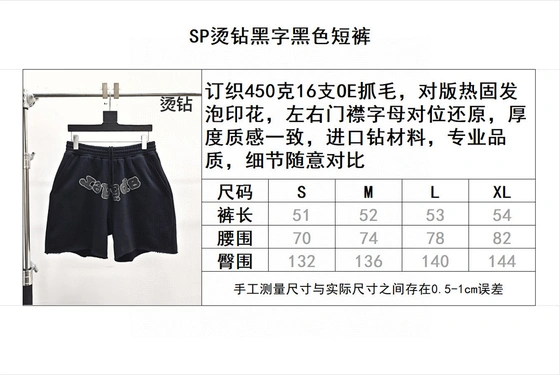 SP烫钻黑字黑色短裤
烫钻
订织450克16支OE抓毛，对版热固发
泡印花，左右门襟字母对位还原，厚
度质感一致，进口钻材料，专业品
质，细节随意对比
尺码 S M L XL
裤长 51 52 53 54
腰围 70 74 78 82
臀围 132 136 140 144
手工测量尺寸与实际尺寸之间存在0.5-1cm误差